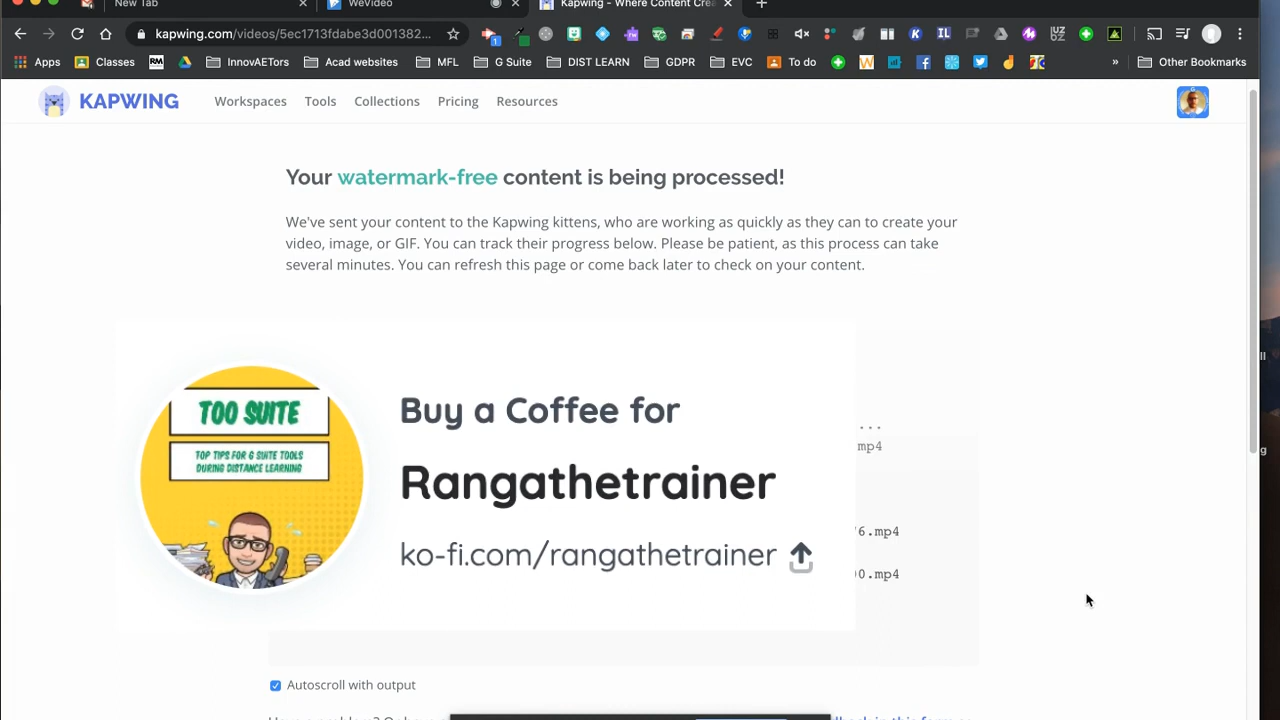 New Tab
WeVideo
Kapwing - Where Content Crea
kapwing.com/videos/5ec1713fdabe3d001382...
Apps
Classes
RM
InnovAETors
Acad websites
MFL
G Suite
DIST LEARN
GDPR
EVC
To do
»
Other Bookmarks
KAPWING
Workspaces
Tools
Collections
Pricing
Resources
Your watermark-free content is being processed!
We've sent your content to the Kapwing kittens, who are working as quickly as they can to create your
video, image, or GIF. You can track their progress below. Please be patient, as this process can take
several minutes. You can refresh this page or come back later to check on your content.
TOO SUITE
TOP TIPS FOR G SUITE TOOLS
DURING DISTANCE LEARNING
Buy a Coffee for
Rangathetrainer
ko-fi.com/rangathetrainer
...
mp4
6.mp4
0.mp4
Autoscroll with output